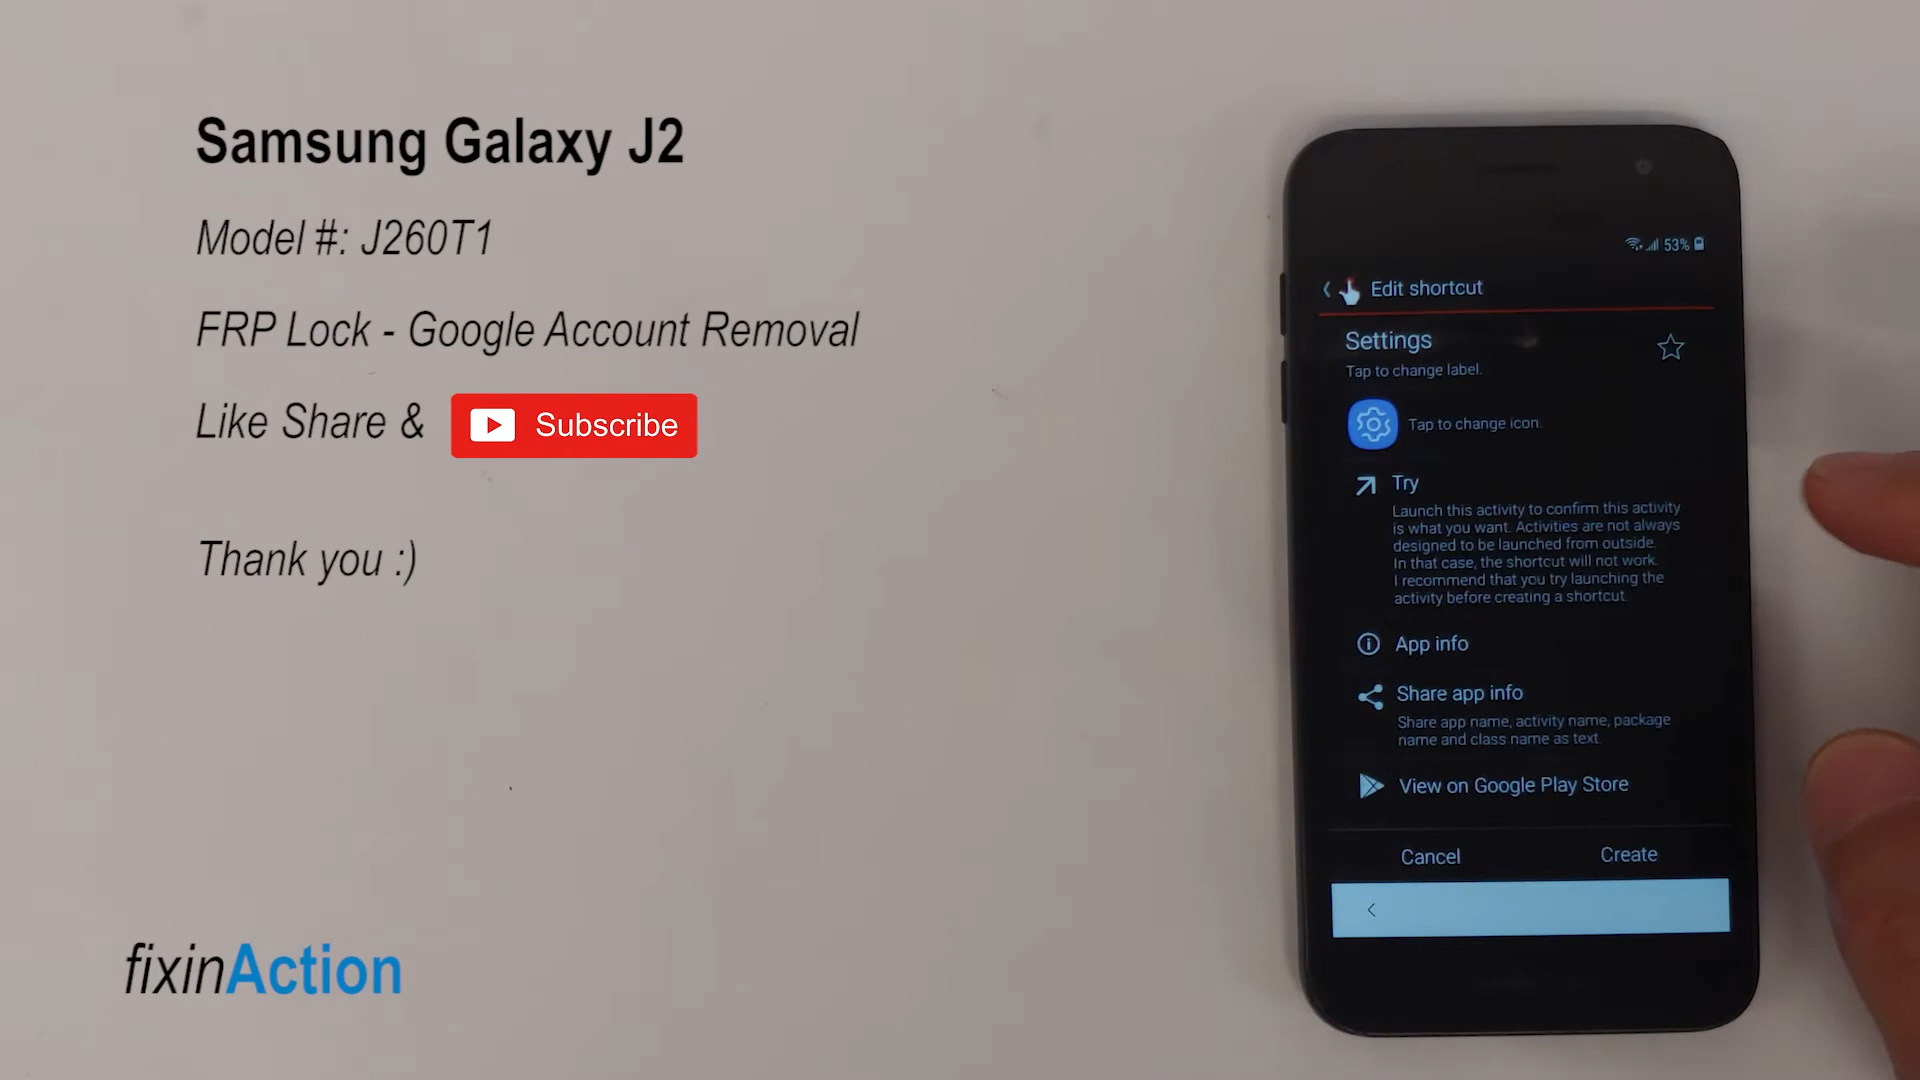 Samsung Galaxy J2
Model #: J260T1
FRP Lock - Google Account Removal
Like Share & Subscribe
Thank you :)
fixinAction
53%
Edit shortcut
Settings
Tap to change label.
Tap to change icon.
Try
Launch this activity to confirm this activity
is what you want. Activities are not always
designed to be launched from outside.
In that case, the shortcut will not work.
I recommend that you try launching the
activity before creating a shortcut.
App info
Share app info
Share app name, activity name, package
name and class name as text.
View on Google Play Store
Cancel Create